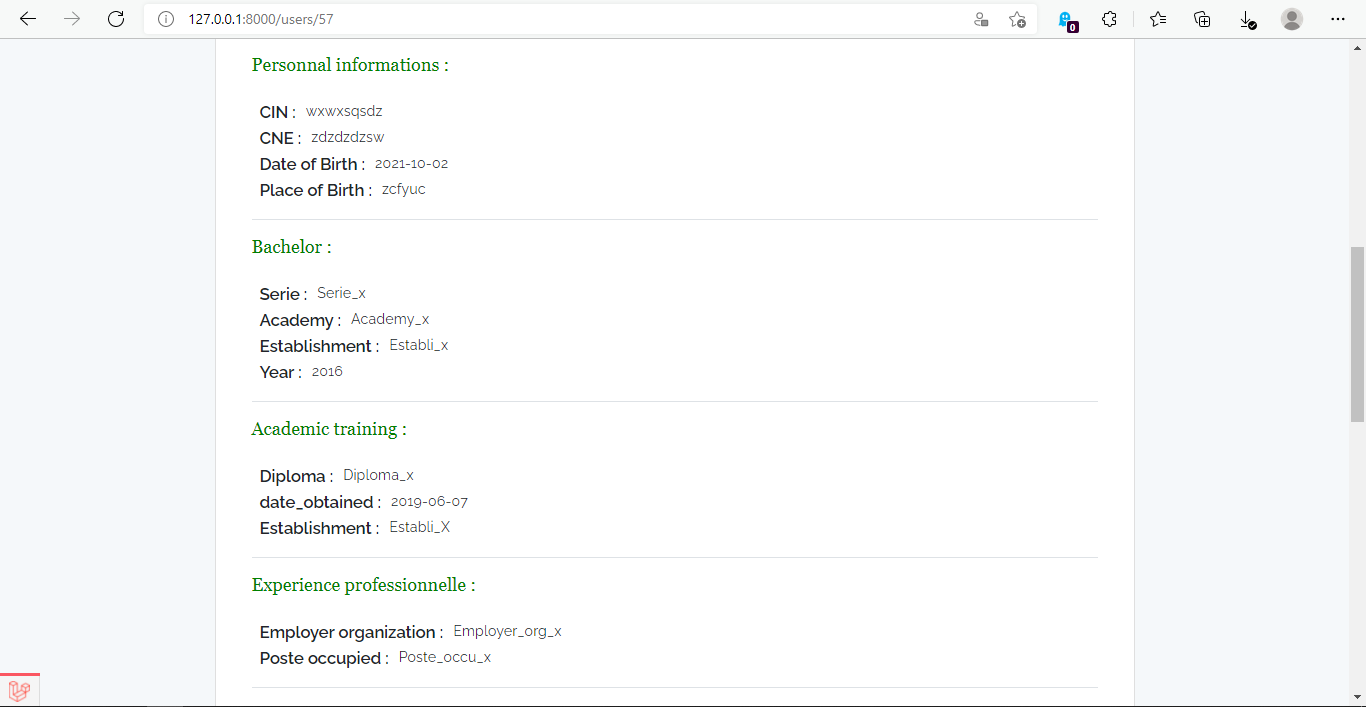 127.0.0.1:8000/users/57
0
Personnal informations :
CIN : wxwxsqsdz
CNE : zdzdzdzsw
Date of Birth : 2021-10-02
Place of Birth : zcfyuc
Bachelor :
Serie : Serie_x
Academy : Academy_x
Establishment : Establi_x
Year : 2016
Academic training :
Diploma : Diploma_x
date_obtained : 2019-06-07
Establishment : Establi_X
Experience professionnelle :
Employer organization : Employer_org_x
Poste occupied : Poste_occu_x